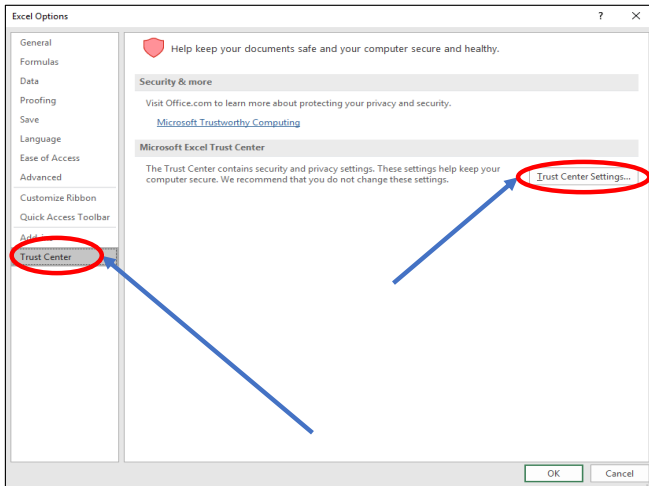 Excel Options
?
General
Formulas
Data
Proofing
Save
Language
Ease of Access
Advanced
Customize Ribbon
Quick Access Toolbar
Trust Center
Help keep your documents safe and your computer secure and healthy.
Security & more
Visit Office.com to learn more about protecting your privacy and security.
Microsoft Trustworthy Computing
Microsoft Excel Trust Center
The Trust Center contains security and privacy settings. These settings help keep your
computer secure. We recommend that you do not change these settings.
Trust Center Settings...
OK
Cancel